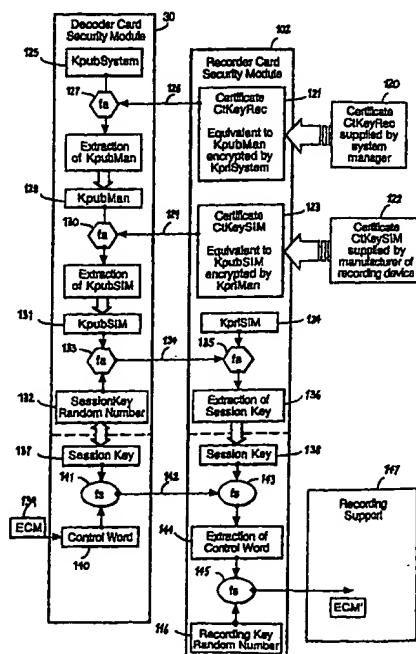 Decoder Card
Security Module
30
125
KpubSystem
127
fa
126
Extraction
of KpubMan
128
KpubMan
130
fa
129
Extraction
of KpubSIM
131
KpubSIM
133
fa
134
132
SessionKey
Random Number
137
Session Key
141
fs
142
139
ECM
Control Word
140
102
Recorder Card
Security Module
Certificate
CtKeyRec
121
Equivalent to
KpubMan
encrypted by
KpriSystem
120
Certificate
CtKeyRec
supplied by
system
manager
Certificate
CtKeySIM
123
Equivalent to
KpubSIM
encrypted by
KpriMan
122
Certificate
CtKeySIM
supplied by
manufacturer of
recording device
KpriSIM
134
fa
135
Extraction of
Session Key
136
Session Key
138
fs
143
144
Extraction of
Control Word
145
fs
146
Recording Key
Random Number
147
Recording
Support
ECM'